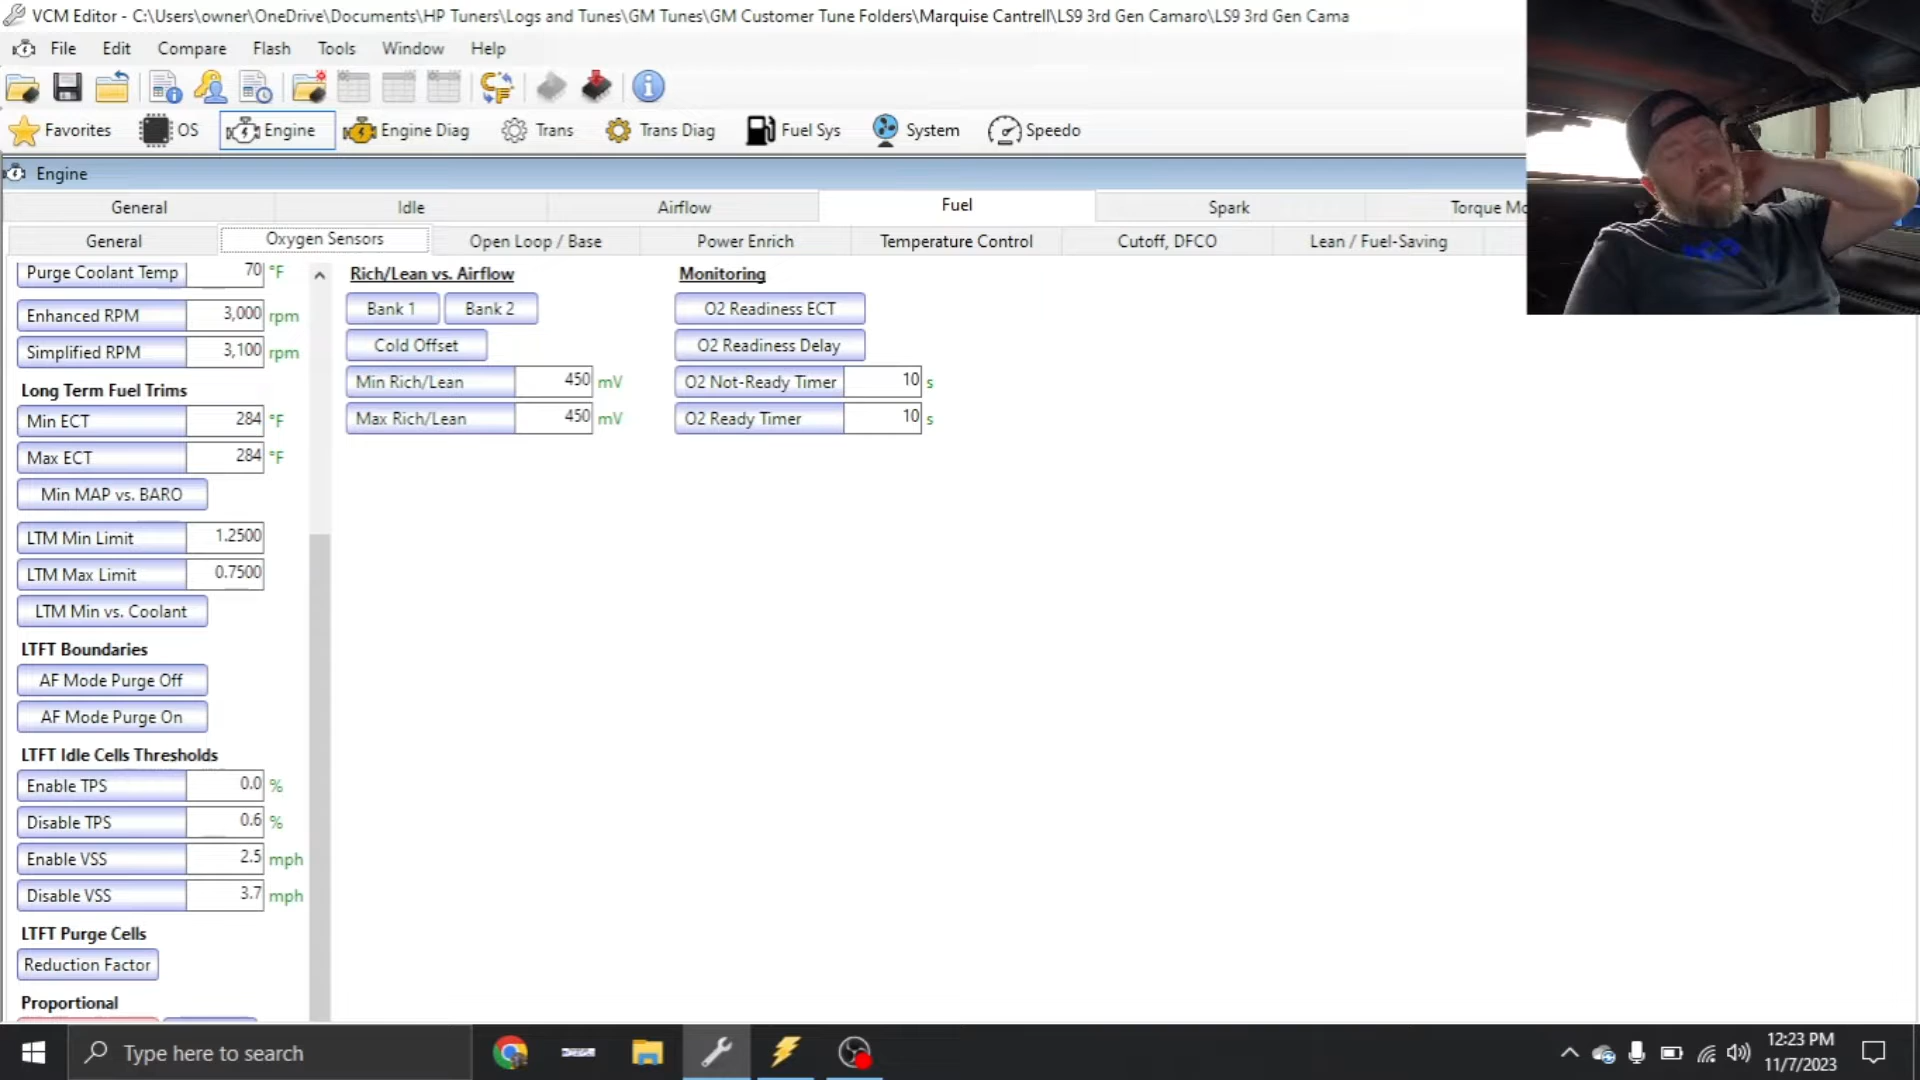 VCM Editor - C:\Users\owner\OneDrive\Documents\HP Tuners\Logs and Tunes\GM Tunes\GM Customer Tune Folders\Marquise Cantrell\LS9 3rd Gen Camaro\LS9 3rd Gen Cama
File Edit Compare Flash Tools Window Help
Favorites OS Engine Engine Diag Trans Trans Diag Fuel Sys System Speedo
Engine
General Idle Airflow Fuel Spark Torque Mo
General Oxygen Sensors Open Loop / Base Power Enrich Temperature Control Cutoff, DFCO Lean / Fuel-Saving
Purge Coolant Temp 70 °F
Enhanced RPM 3,000 rpm
Simplified RPM 3,100 rpm
Long Term Fuel Trims
Min ECT 284 °F
Max ECT 284 °F
Min MAP vs. BARO
LTM Min Limit 1.2500
LTM Max Limit 0.7500
LTM Min vs. Coolant
LTFT Boundaries
AF Mode Purge Off
AF Mode Purge On
LTFT Idle Cells Thresholds
Enable TPS 0.0 %
Disable TPS 0.6 %
Enable VSS 2.5 mph
Disable VSS 3.7 mph
LTFT Purge Cells
Reduction Factor
Proportional
Rich/Lean vs. Airflow
Bank 1 Bank 2
Cold Offset
Min Rich/Lean 450 mV
Max Rich/Lean 450 mV
Monitoring
O2 Readiness ECT
O2 Readiness Delay
O2 Not-Ready Timer 10 s
O2 Ready Timer 10 s
Type here to search
12:23 PM
11/7/2023